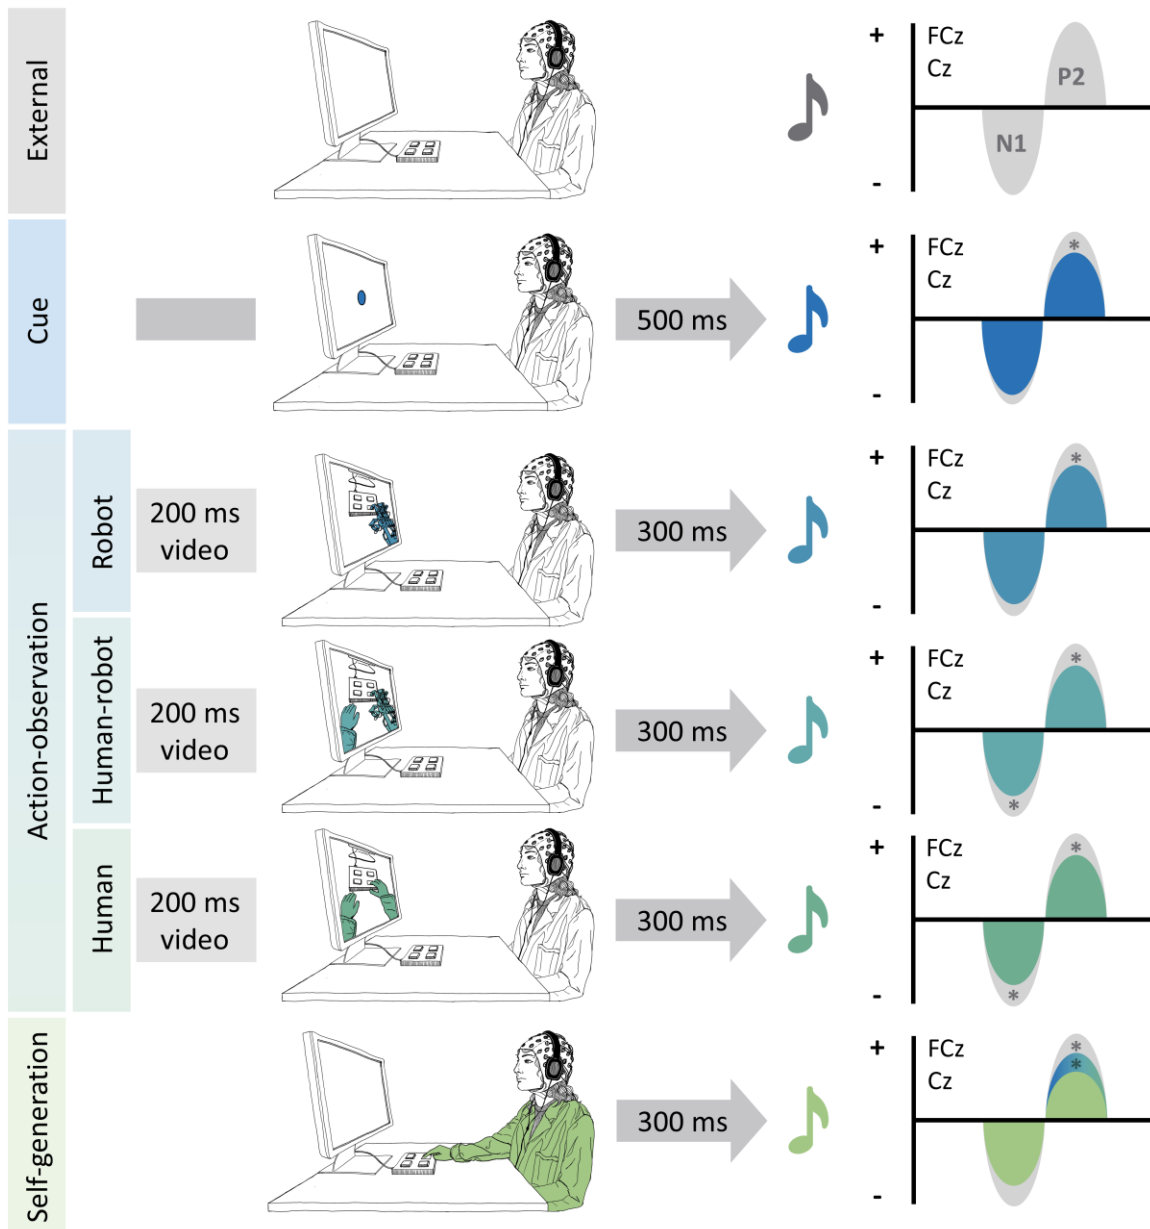 External
+
FCz
Cz
P2
N1
-
Cue
500 ms
+
FCz
Cz
*
-
Action-observation
Robot
200 ms
video
300 ms
+
FCz
Cz
*
-
Human-robot
200 ms
video
300 ms
+
FCz
Cz
*
*
-
Human
200 ms
video
300 ms
+
FCz
Cz
*
*
-
Self-generation
300 ms
+
FCz
Cz
*
*
-